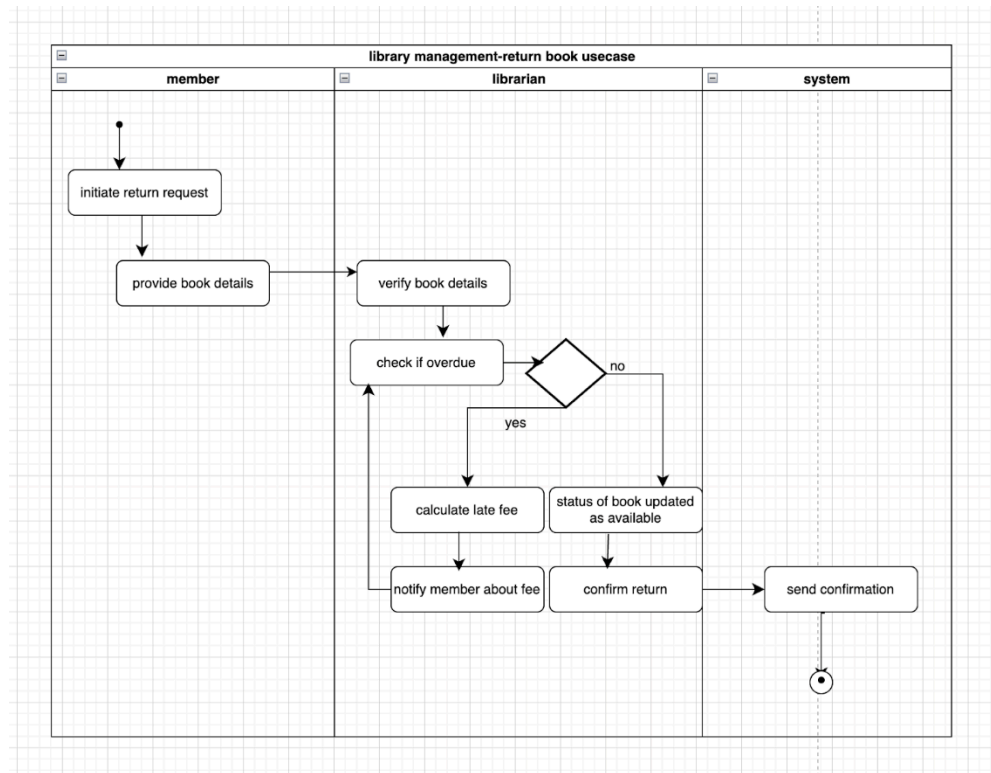 library management-return book usecase
member
librarian
system
initiate return request
provide book details
verify book details
check if overdue
no
yes
calculate late fee
status of book updated
as available
notify member about fee
confirm return
send confirmation